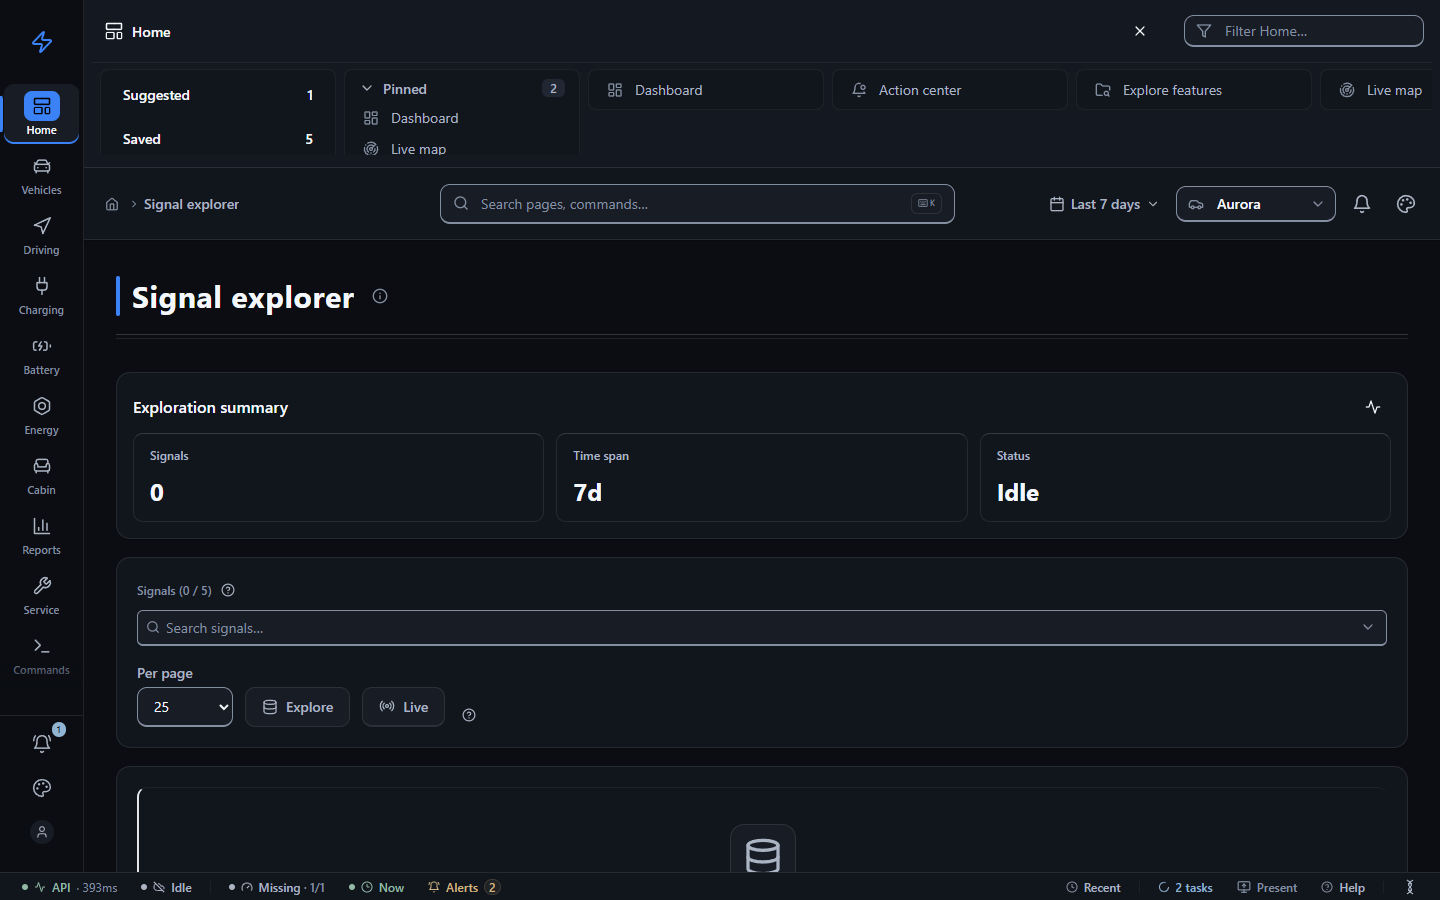 Home
Filter Home...
Home
Vehicles
Driving
Charging
Battery
Energy
Cabin
Reports
Service
Commands
1
Suggested 1
Saved 5
Pinned 2
Dashboard
Live map
Dashboard
Action center
Explore features
Live map
Signal explorer
Search pages, commands...
K
Last 7 days
Aurora
Signal explorer
Exploration summary
Signals
0
Time span
7d
Status
Idle
Signals (0 / 5)
Search signals...
Per page
25
Explore
Live
API · 393ms
Idle
Missing · 1/1
Now
Alerts 2
Recent
2 tasks
Present
Help